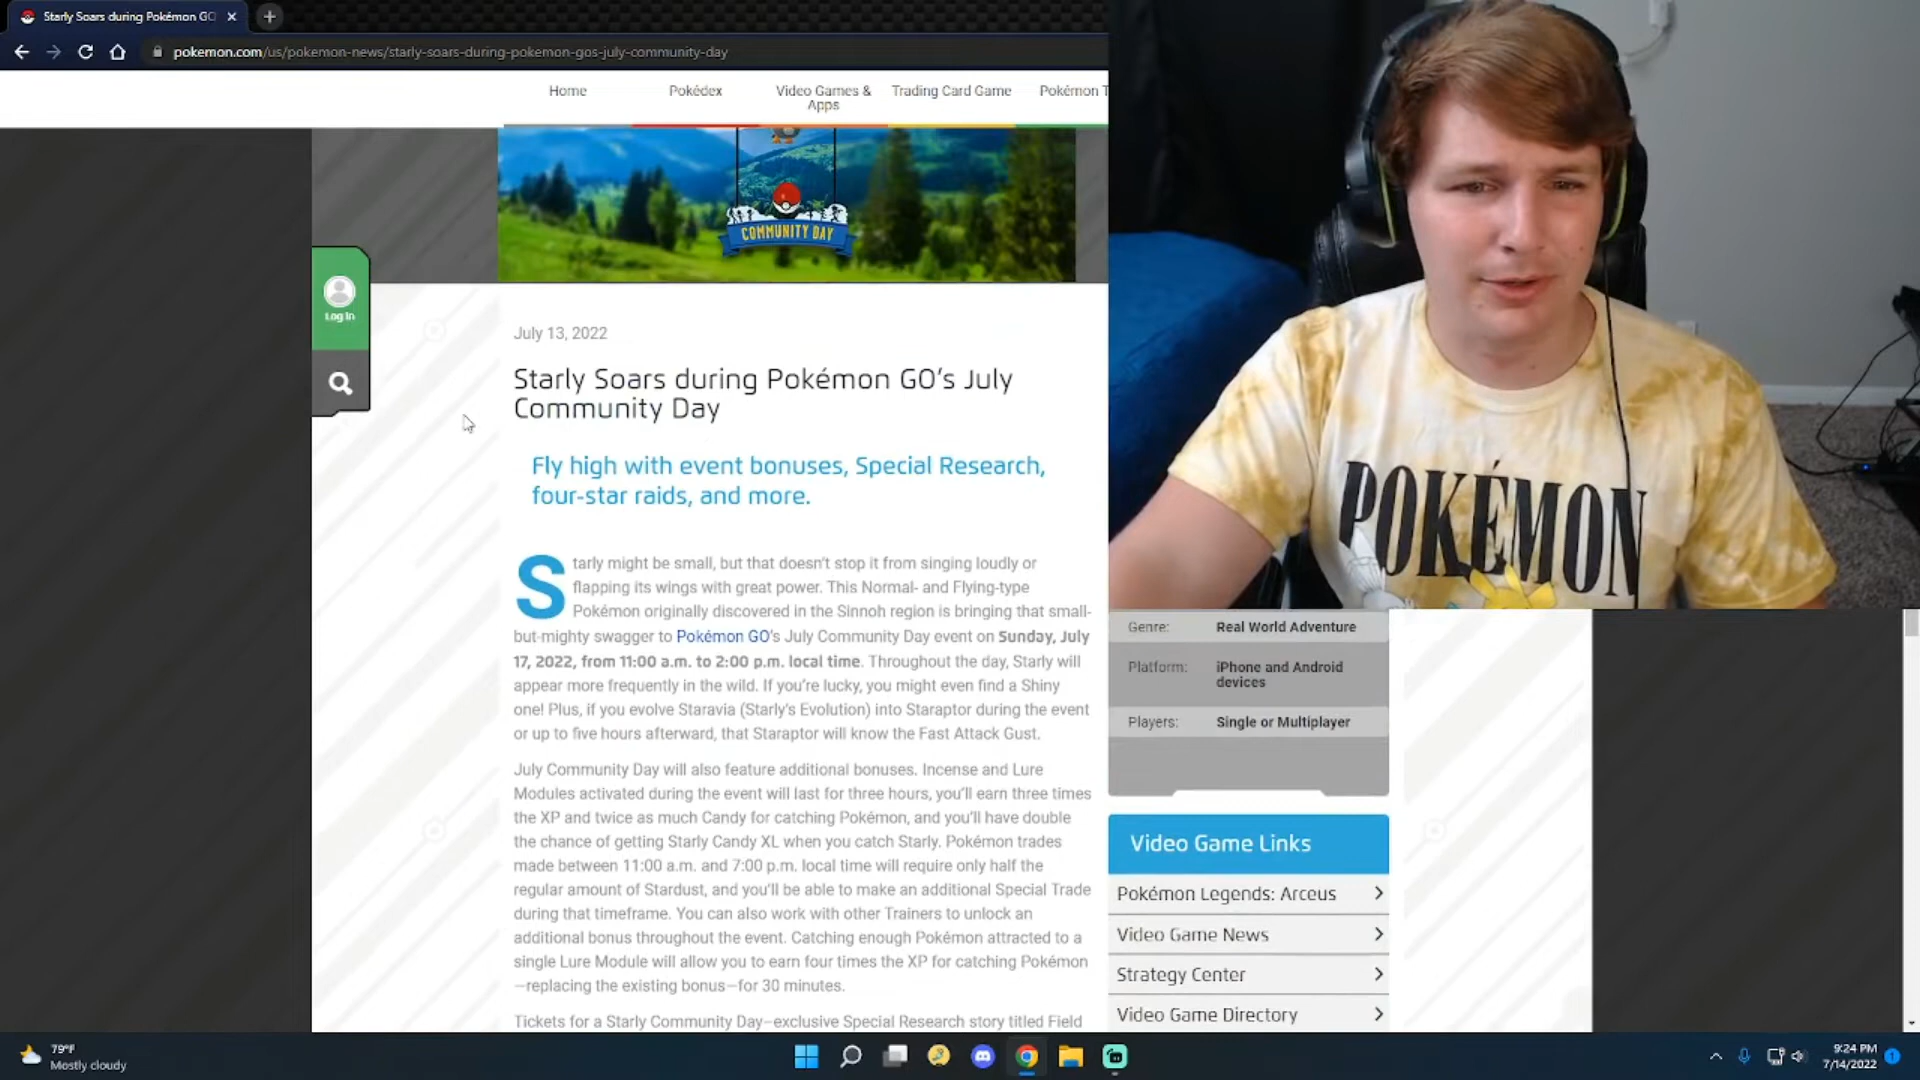 Starly Soars during Pokémon GO
pokemon.com/us/pokemon-news/starly-soars-during-pokemon-gos-july-community-day
Home
Pokédex
Video Games &
Apps
Trading Card Game
Pokémon T
COMMUNITY DAY
Log In
July 13, 2022
Starly Soars during Pokémon GO's July
Community Day
Fly high with event bonuses, Special Research,
four-star raids, and more.
Starly might be small, but that doesn't stop it from singing loudly or
flapping its wings with great power. This Normal- and Flying-type
Pokémon originally discovered in the Sinnoh region is bringing that small-
but-mighty swagger to Pokémon GO's July Community Day event on Sunday, July
17, 2022, from 11:00 a.m. to 2:00 p.m. local time. Throughout the day, Starly will
appear more frequently in the wild. If you're lucky, you might even find a Shiny
one! Plus, if you evolve Staravia (Starly's Evolution) into Staraptor during the event
or up to five hours afterward, that Staraptor will know the Fast Attack Gust.
July Community Day will also feature additional bonuses. Incense and Lure
Modules activated during the event will last for three hours, you'll earn three times
the XP and twice as much Candy for catching Pokémon, and you'll have double
the chance of getting Starly Candy XL when you catch Starly. Pokémon trades
made between 11:00 a.m. and 7:00 p.m. local time will require only half the
regular amount of Stardust, and you'll be able to make an additional Special Trade
during that timeframe. You can also work with other Trainers to unlock an
additional bonus throughout the event. Catching enough Pokémon attracted to a
single Lure Module will allow you to earn four times the XP for catching Pokémon
—replacing the existing bonus—for 30 minutes.
Tickets for a Starly Community Day–exclusive Special Research story titled Field
POKÉMON
Genre: Real World Adventure
Platform: iPhone and Android
devices
Players: Single or Multiplayer
Video Game Links
Pokémon Legends: Arceus
Video Game News
Strategy Center
Video Game Directory
79°F
Mostly cloudy
9:24 PM
7/14/2022
1